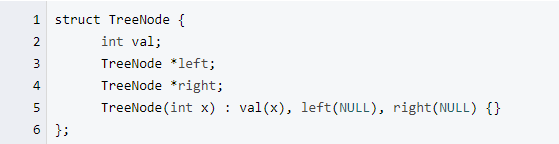 1 struct TreeNode {
2 int val;
3 TreeNode *left;
4 TreeNode *right;
5 TreeNode(int x) : val(x), left(NULL), right(NULL) {}
6 };